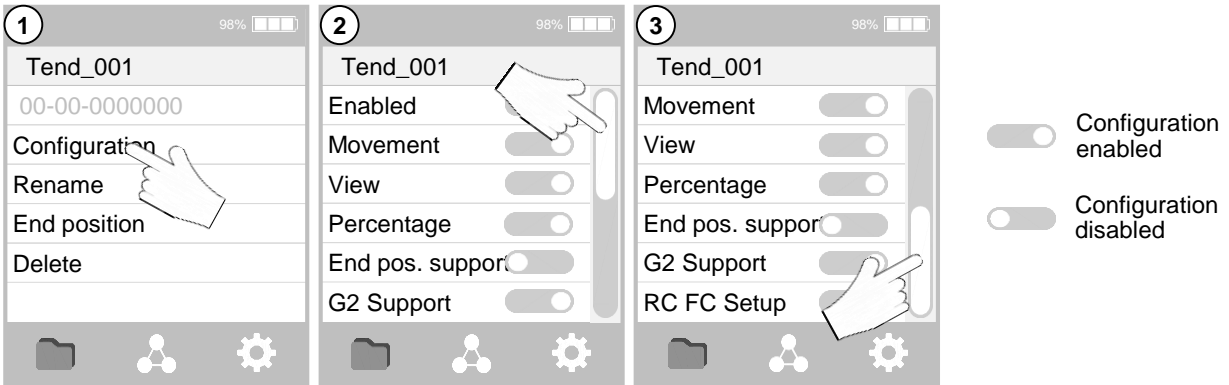 1
98%
Tend_001
00-00-0000000
Configuration
Rename
End position
Delete
2
98%
Tend_001
Enabled
Movement
View
Percentage
End pos. support
G2 Support
3
98%
Tend_001
Movement
View
Percentage
End pos. support
G2 Support
RC FC Setup
Configuration
enabled
Configuration
disabled